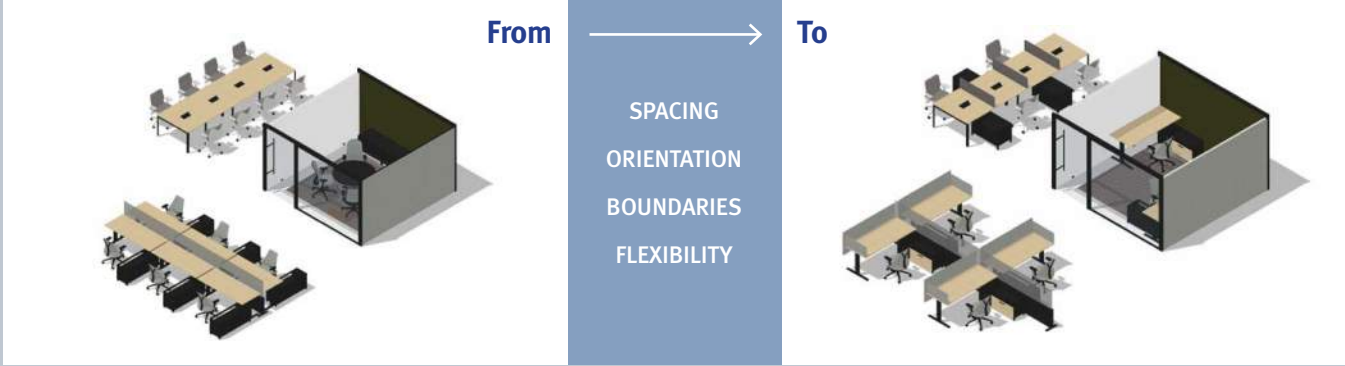 From
To
SPACING
ORIENTATION
BOUNDARIES
FLEXIBILITY